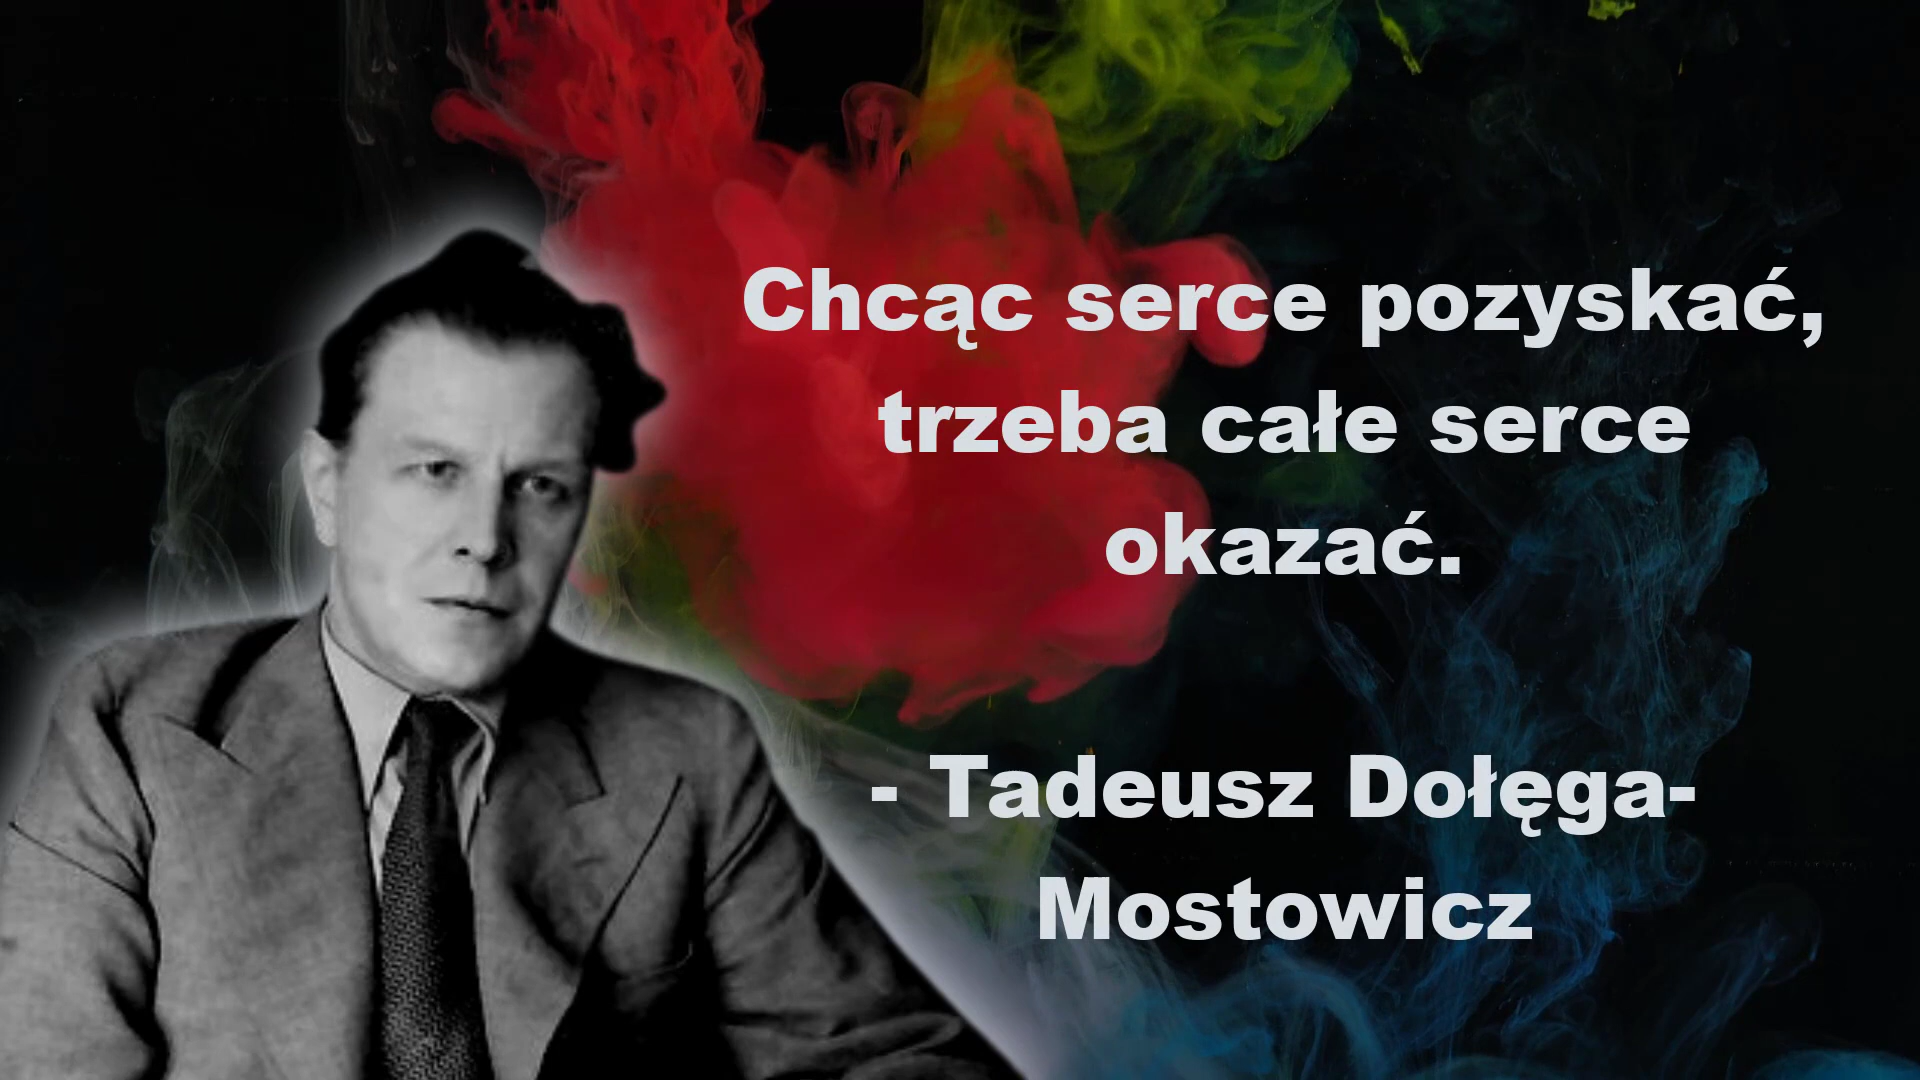 Chcąc serce pozyskać,
trzeba całe serce
okazać.
- Tadeusz Dołęga-
Mostowicz